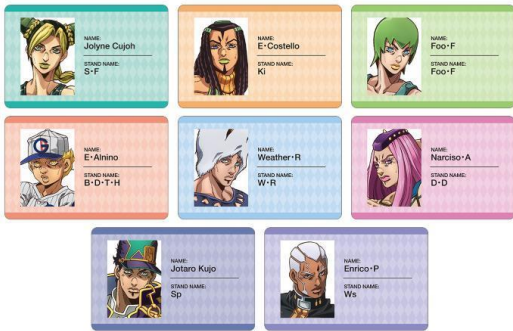 NAME:
Jolyne Cujoh
STAND NAME:
S・F
NAME:
E・Costello
STAND NAME:
Ki
NAME:
Foo・F
STAND NAME:
Foo・F
NAME:
E・Alnino
STAND NAME:
B・D・T・H
NAME:
Weather・R
STAND NAME:
W・R
NAME:
Narciso・A
STAND NAME:
D・D
NAME:
Jotaro Kujo
STAND NAME:
Sp
NAME:
Enrico・P
STAND NAME:
Ws